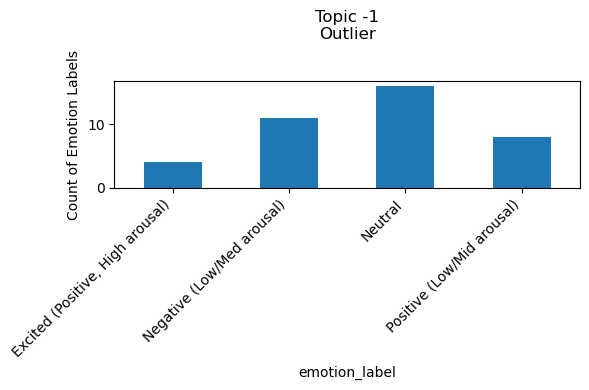 Topic -1
Outlier
Count of Emotion Labels
10
0
Excited (Positive, High arousal)
Negative (Low/Med arousal)
Neutral
Positive (Low/Mid arousal)
emotion_label